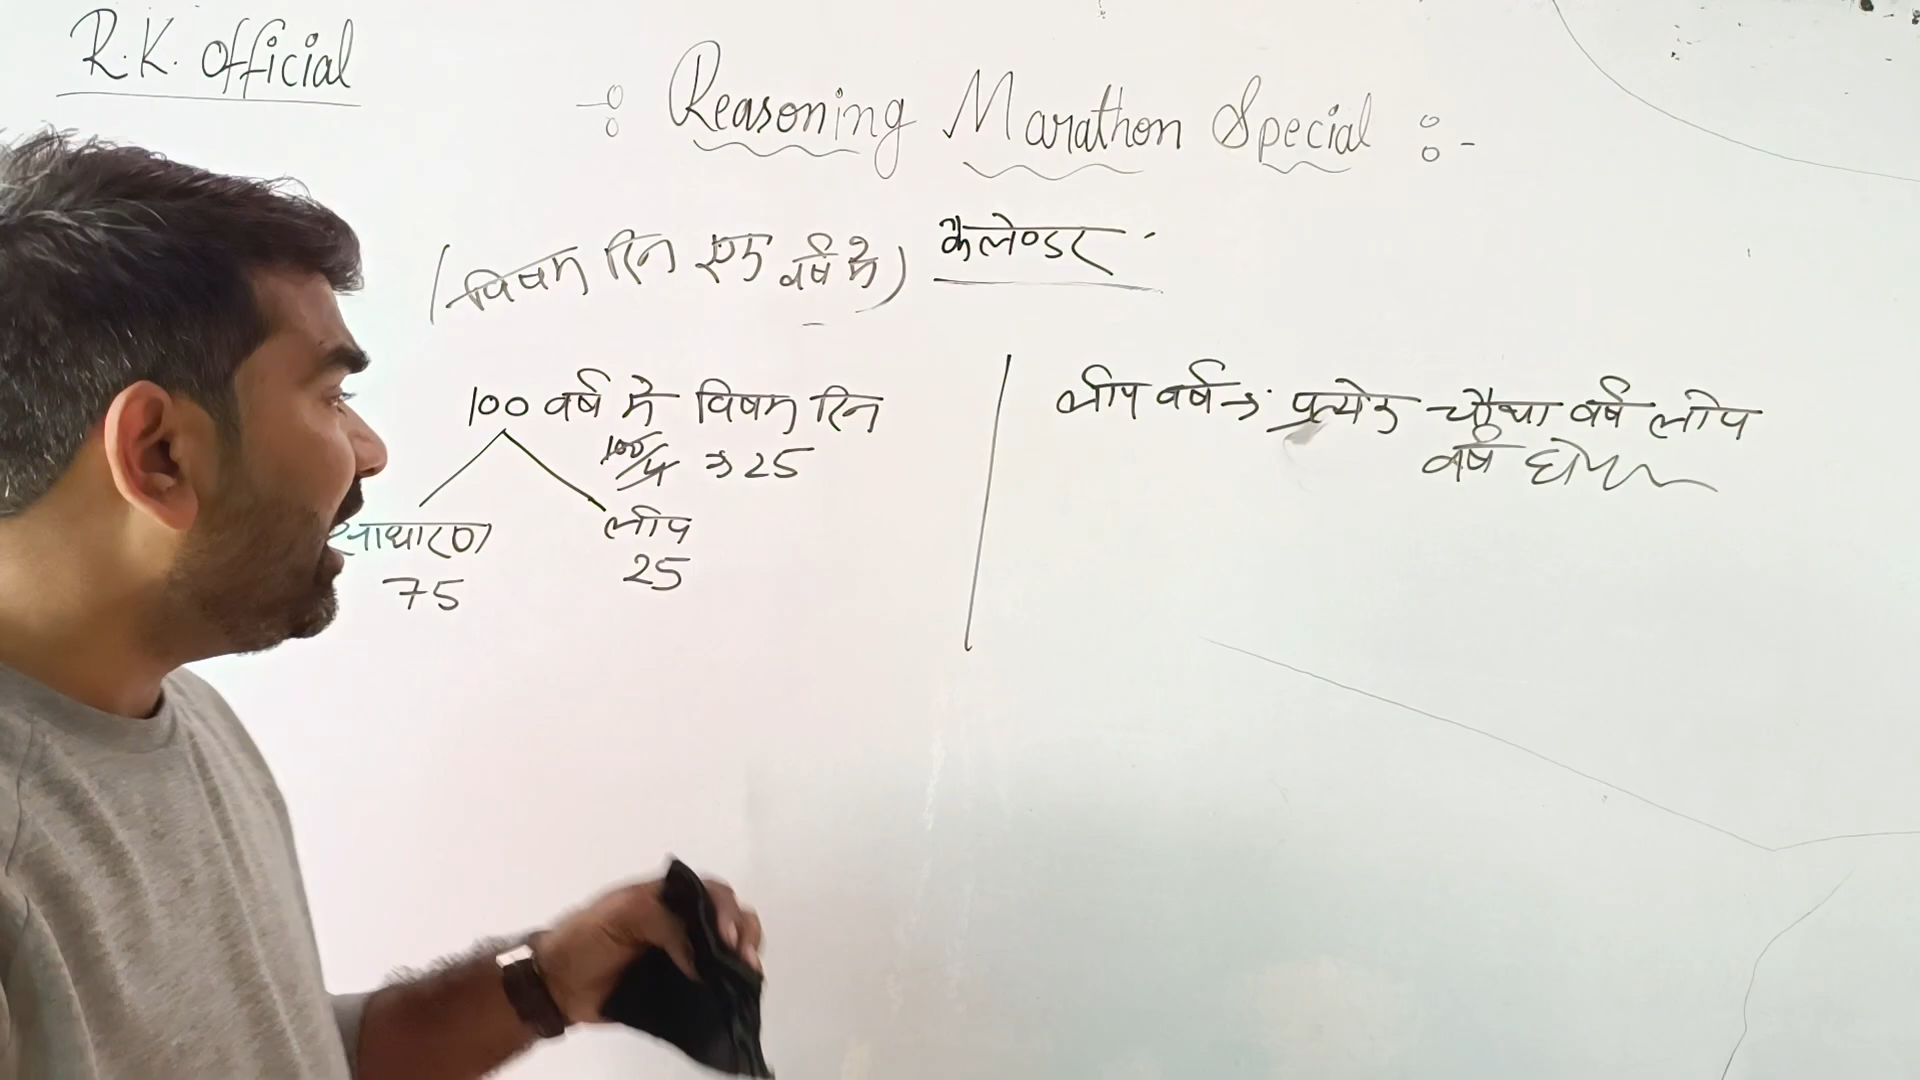 R.K. Official
-: Reasoning Marathon Special :-
(विषम दिन एक वर्ष में) कैलेण्डर
100 वर्ष में विषम दिन
100/4 ⇒ 25
साधारण लीप
75 25
लीप वर्ष → प्रत्येक चौथा वर्ष लीप
वर्ष होगा